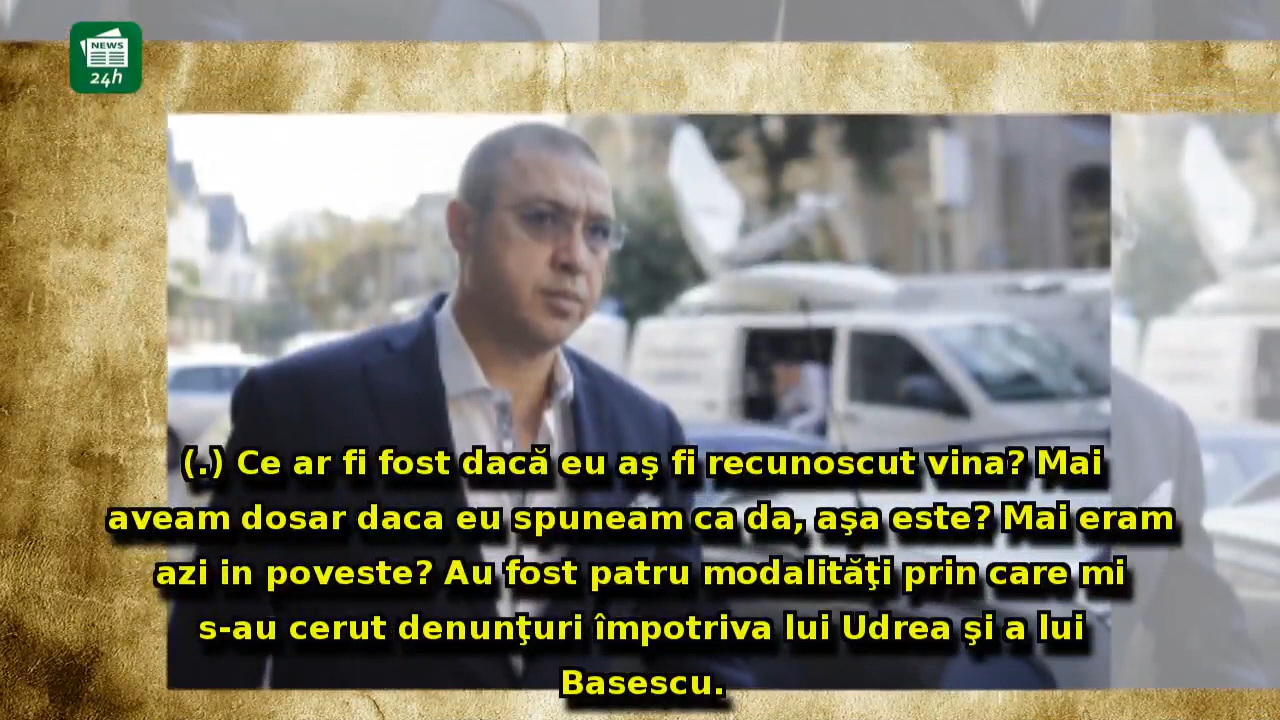 NEWS
24h
(.) Ce ar fi fost dacă eu aş fi recunoscut vina? Mai
aveam dosar daca eu spuneam ca da, aşa este? Mai eram
azi in poveste? Au fost patru modalităţi prin care mi
s-au cerut denunţuri împotriva lui Udrea şi a lui
Basescu.